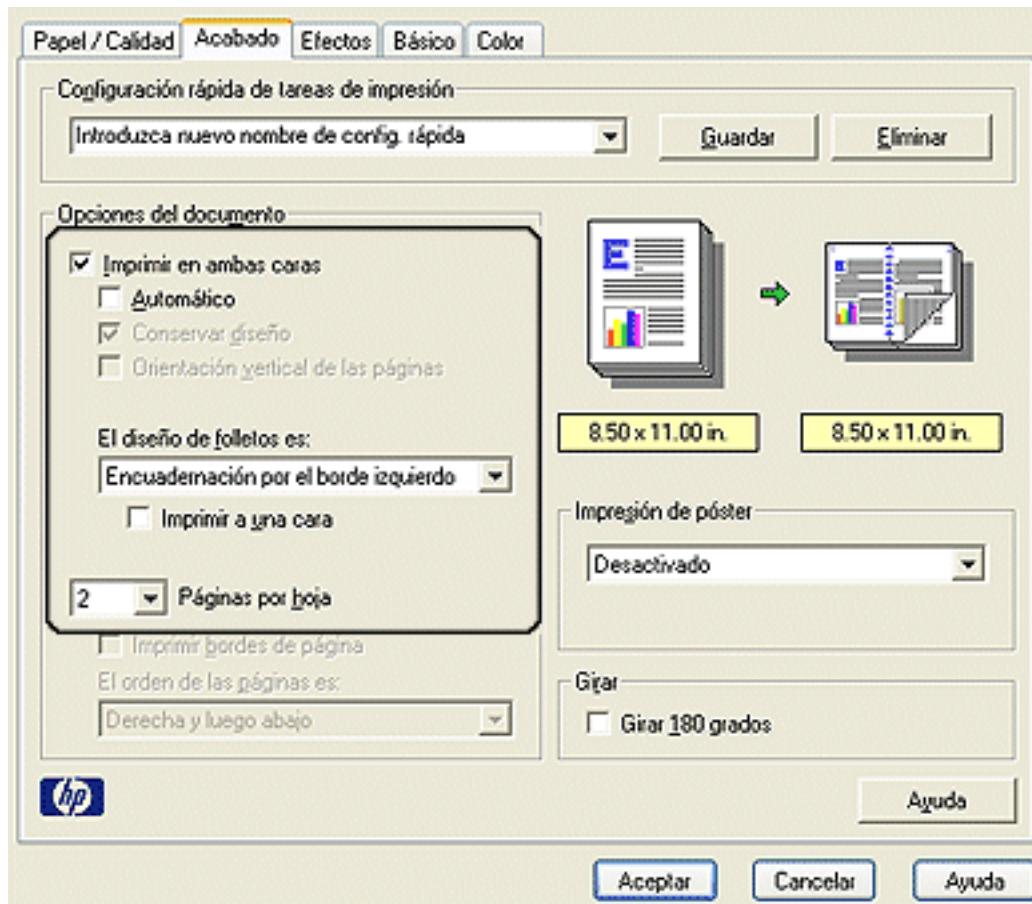 Papel / Calidad Acabado Efectos Básico Color
Configuración rápida de tareas de impresión
Introduzca nuevo nombre de config. rápida Guardar Eliminar
Opciones del documento
Imprimir en ambas caras
Automático
Conservar diseño
Orientación vertical de las páginas
El diseño de folletos es:
Encuadernación por el borde izquierdo
Imprimir a una cara
2 Páginas por hoja
Imprimir bordes de página
El orden de las páginas es:
Derecha y luego abajo
E
E
8.50 x 11.00 in. 8.50 x 11.00 in.
Impresión de póster
Desactivado
Girar
Girar 180 grados
hp
Ayuda
Aceptar Cancelar Ayuda